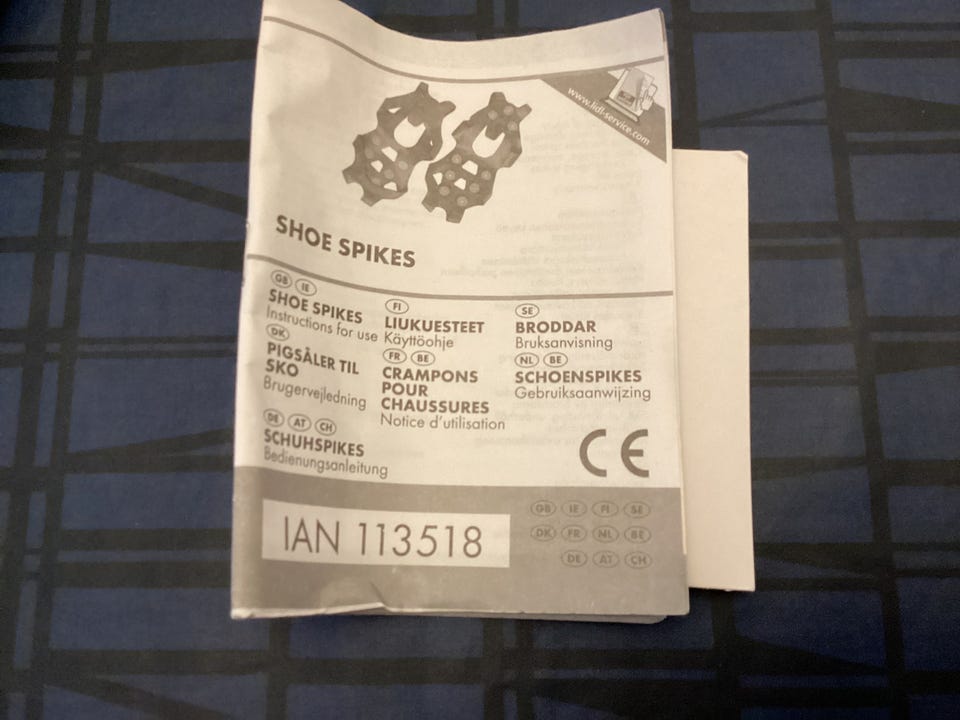 www.lidl-service.com
SHOE SPIKES
GB IE
SHOE SPIKES
Instructions for use
DK
PIGSÅLER TIL
SKO
Brugervejledning
DE AT CH
SCHUHSPIKES
Bedienungsanleitung
FI
LIUKUESTEET
Käyttöohje
FR BE
CRAMPONS
POUR
CHAUSSURES
Notice d'utilisation
SE
BRODDAR
Bruksanvisning
NL BE
SCHOENSPIKES
Gebruiksaanwijzing
CE
IAN 113518
GB IE FI SE
DK FR NL BE
DE AT CH